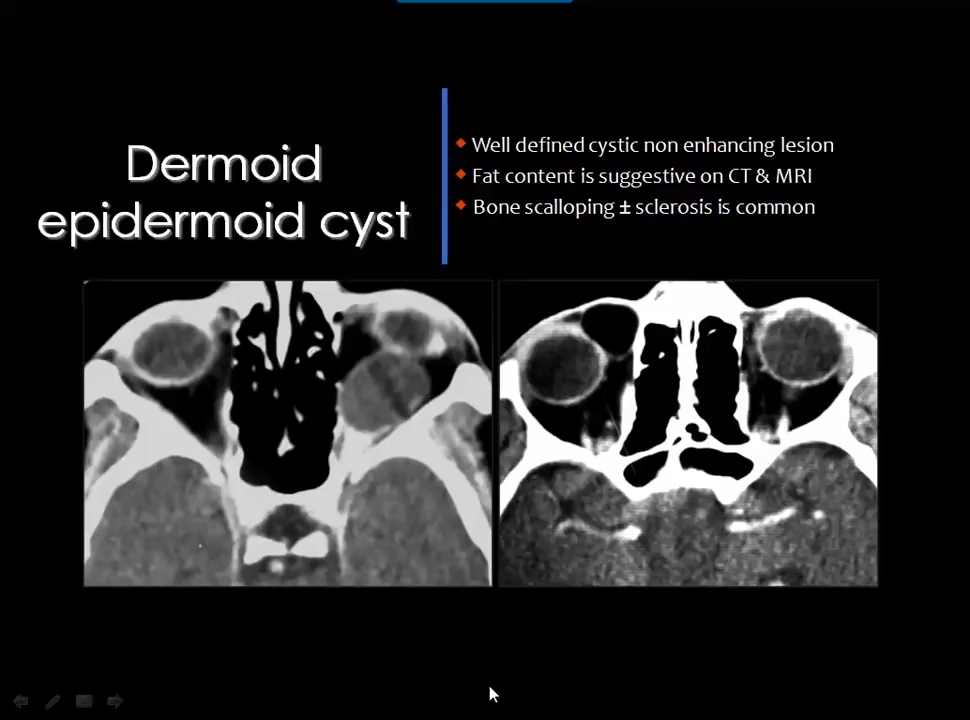 Dermoid
epidermoid cyst
Well defined cystic non enhancing lesion
Fat content is suggestive on CT & MRI
Bone scalloping ± sclerosis is common